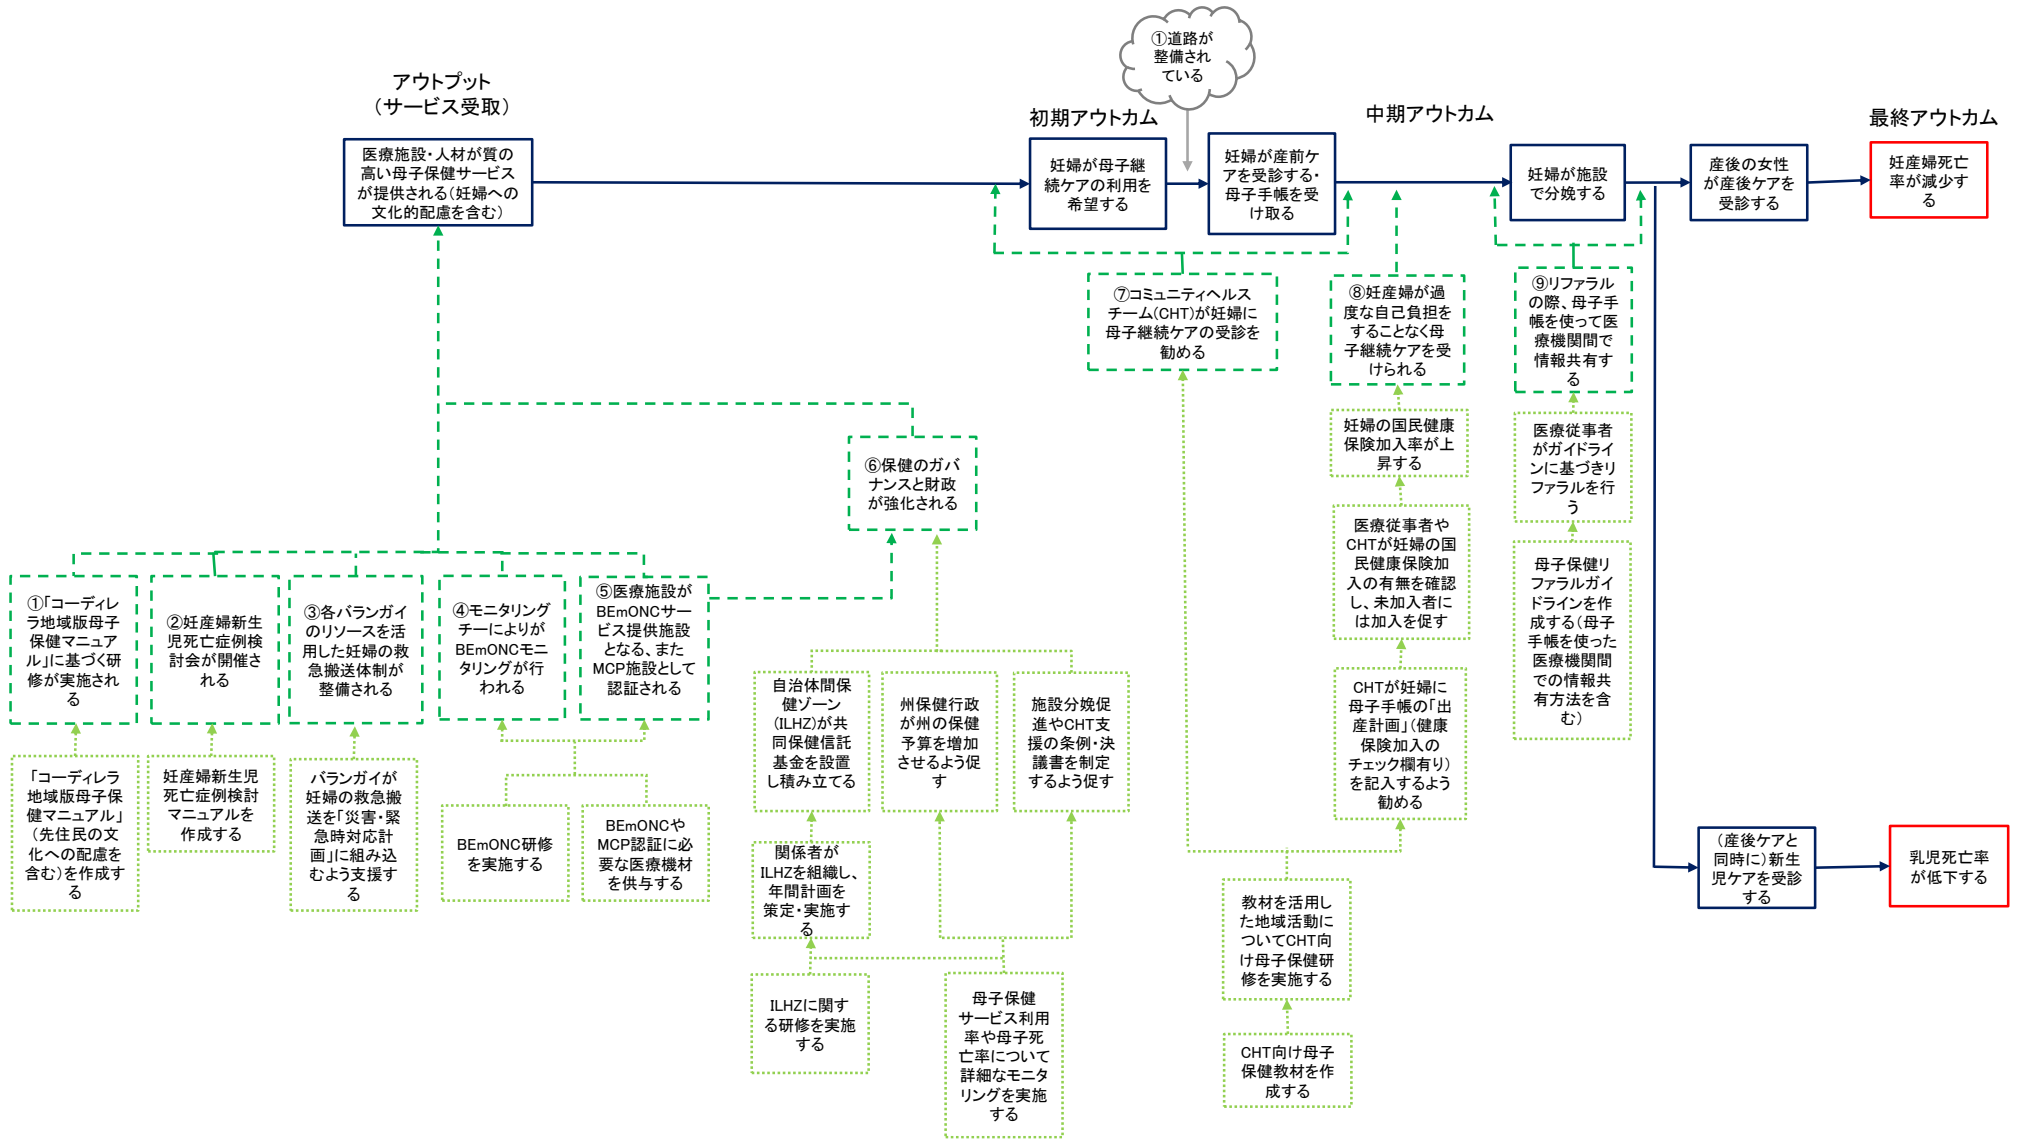 ①道路が
整備され
ている
アウトプット
（サービス受取）
初期アウトカム
中期アウトカム
最終アウトカム
医療施設・人材が質の
高い母子保健サービス
が提供される(妊婦への
文化的配慮を含む)
妊婦が母子継
続ケアの利用を
希望する
妊婦が産前ケ
アを受診する・
母子手帳を受
け取る
妊婦が施設
で分娩する
産後の女性
が産後ケアを
受診する
妊産婦死亡
率が減少す
る
⑦コミュニティヘルス
チーム(CHT)が妊婦に
母子継続ケアの受診を
勧める
⑧妊産婦が過
度な自己負担を
することなく母
子継続ケアを受
けられる
⑨リファラル
の際、母子手
帳を使って医
療機関間で
情報共有す
る
妊婦の国民健康
保険加入率が上
昇する
医療従事者
がガイドライ
ンに基づきリ
ファラルを行
う
⑥保健のガバ
ナンスと財政
が強化される
医療従事者や
CHTが妊婦の国
民健康保険加
入の有無を確認
し、未加入者に
は加入を促す
母子保健リ
ファラルガイ
ドラインを作
成する(母子
手帳を使った
医療機関間
での情報共
有方法を含
む)
①「コーディレ
ラ地域版母子
保健マニュア
ル」に基づく研
修が実施され
る
②妊産婦新生
児死亡症例検
討会が開催さ
れる
③各バランガイ
のリソースを活
用した妊婦の救
急搬送体制が
整備される
④モニタリング
チーによりが
BEmONCモニ
タリングが行
われる
⑤医療施設が
BEmONCサー
ビス提供施設
となる、また
MCP施設として
認証される
自治体間保
健ゾーン
(ILHZ)が共
同保健信託
基金を設置
し積み立てる
州保健行政
が州の保健
予算を増加
させるよう促
す
施設分娩促
進やCHT支
援の条例・決
議書を制定
するよう促す
CHTが妊婦に
母子手帳の「出
産計画」(健康
保険加入の
チェック欄有り)
を記入するよう
勧める
「コーディレラ
地域版母子保
健マニュアル」
(先住民の文
化への配慮を
含む)を作成す
る
妊産婦新生児
死亡症例検討
マニュアルを
作成する
バランガイが
妊婦の救急搬
送を「災害・緊
急時対応計
画」に組み込
むよう支援す
る
BEmONC研修
を実施する
BEmONCや
MCP認証に必
要な医療機材
を供与する
関係者が
ILHZを組織し、
年間計画を
策定・実施す
る
(産後ケアと
同時に)新生
児ケアを受診
する
乳児死亡率
が低下する
教材を活用し
た地域活動に
ついてCHT向
け母子保健研
修を実施する
ILHZに関す
る研修を実施
する
母子保健
サービス利用
率や母子死
亡率について
詳細なモニタ
リングを実施
する
CHT向け母子
保健教材を作
成する